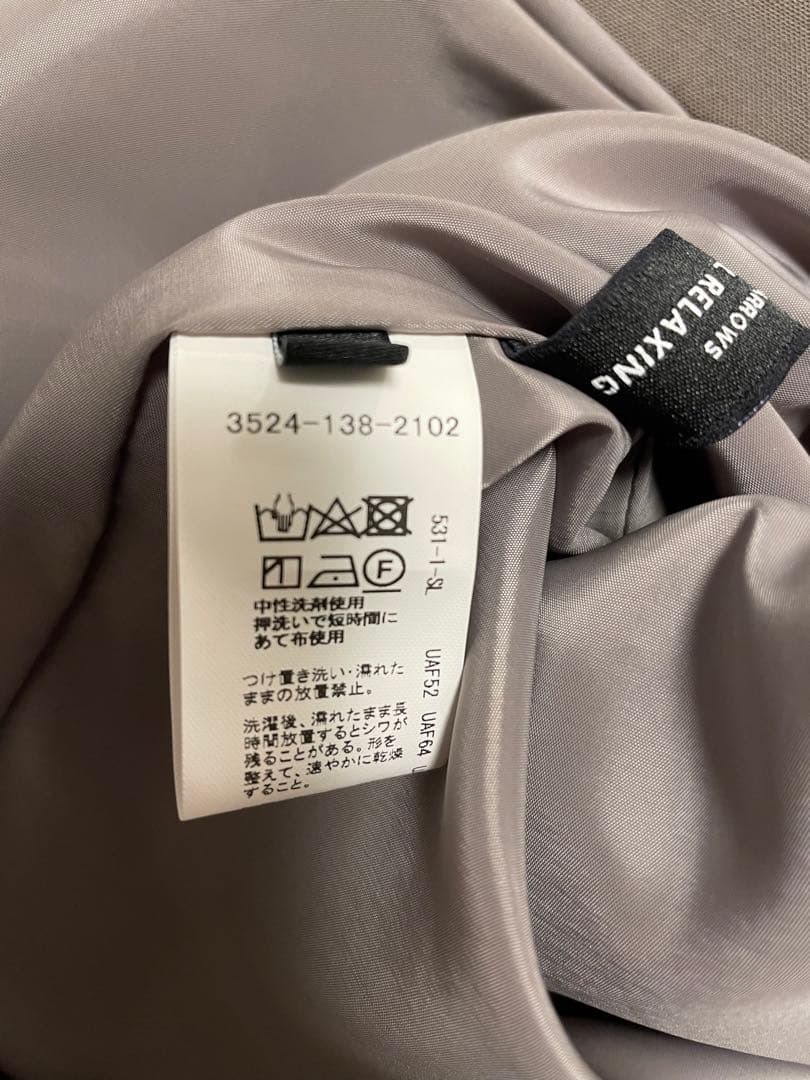 ARROWS
L RELAXING
3524-138-2102
F
中性洗剤使用
押洗いで短時間に
あて布使用
つけ置き洗い・濡れた
ままの放置禁止。
洗濯後、濡れたまま長
時間放置するとシワが
残ることがある。形を
整えて、速やかに乾燥
すること。
531-1-SL UAF52 UAF64